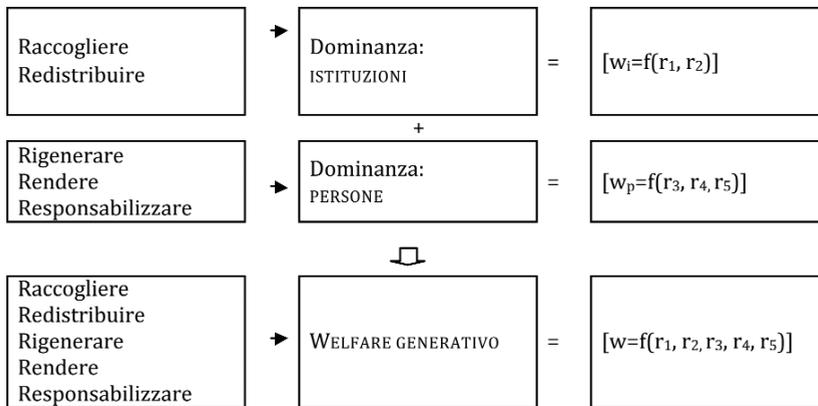 Raccogliere
Redistribuire
Dominanza:
ISTITUZIONI
=
[wᵢ=f(r₁, r₂)]
+
Rigenerare
Rendere
Responsabilizzare
Dominanza:
PERSONE
=
[wₚ=f(r₃, r₄, r₅)]
Raccogliere
Redistribuire
Rigenerare
Rendere
Responsabilizzare
WELFARE GENERATIVO
=
[w=f(r₁, r₂, r₃, r₄, r₅)]